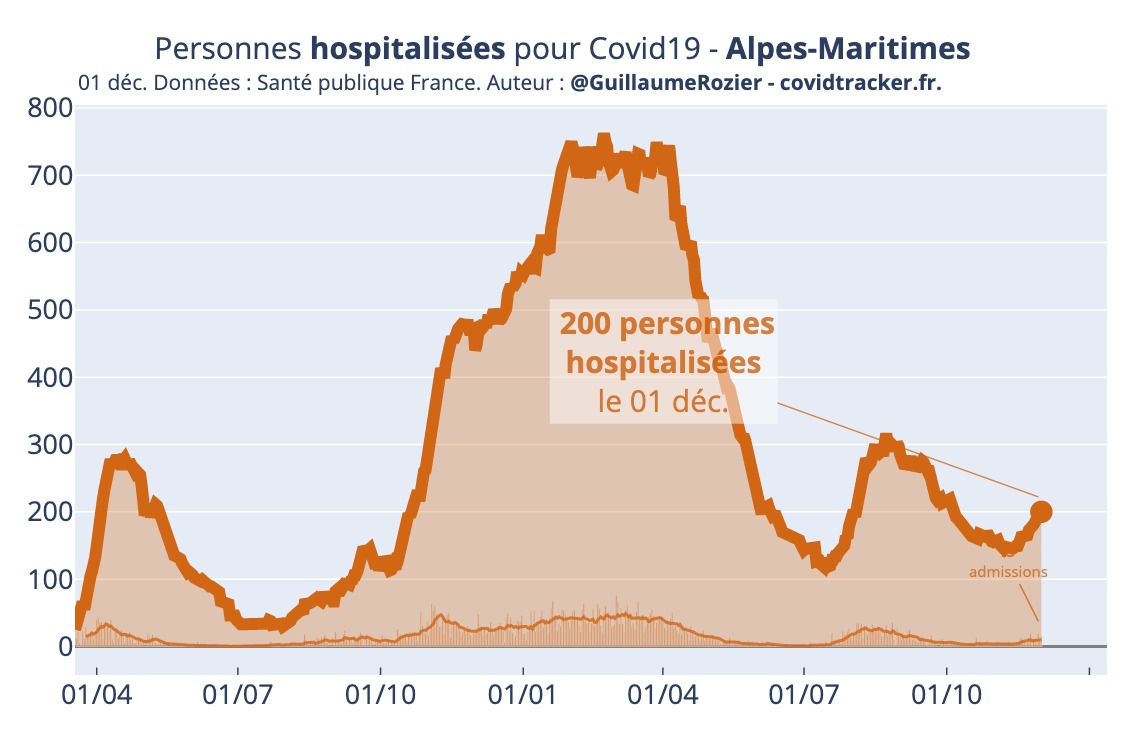 Personnes hospitalisées pour Covid19 - Alpes-Maritimes
01 déc. Données : Santé publique France. Auteur : @GuillaumeRozier - covidtracker.fr.
800
700
600
500
400
300
200
100
0
200 personnes
hospitalisées
le 01 déc.
admissions
01/04
01/07
01/10
01/01
01/04
01/07
01/10